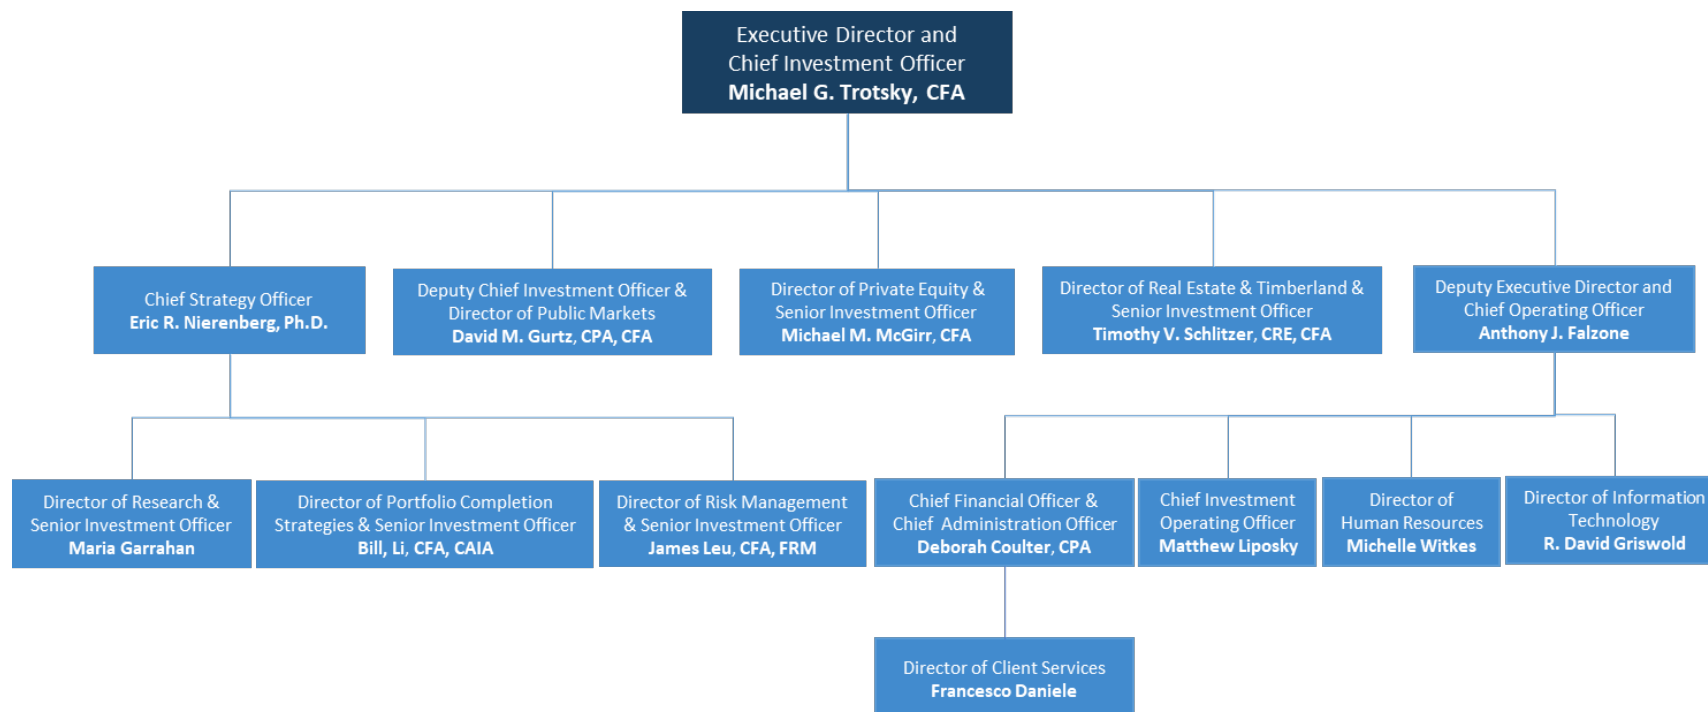 Executive Director and
Chief Investment Officer
Michael G. Trotsky, CFA
Chief Strategy Officer
Eric R. Nierenberg, Ph.D.
Deputy Chief Investment Officer &
Director of Public Markets
David M. Gurtz, CPA, CFA
Director of Private Equity &
Senior Investment Officer
Michael M. McGirr, CFA
Director of Real Estate & Timberland &
Senior Investment Officer
Timothy V. Schlitzer, CRE, CFA
Deputy Executive Director and
Chief Operating Officer
Anthony J. Falzone
Director of Research &
Senior Investment Officer
Maria Garrahan
Director of Portfolio Completion
Strategies & Senior Investment Officer
Bill, Li, CFA, CAIA
Director of Risk Management
& Senior Investment Officer
James Leu, CFA, FRM
Chief Financial Officer &
Chief Administration Officer
Deborah Coulter, CPA
Chief Investment
Operating Officer
Matthew Liposky
Director of
Human Resources
Michelle Witkes
Director of Information
Technology
R. David Griswold
Director of Client Services
Francesco Daniele